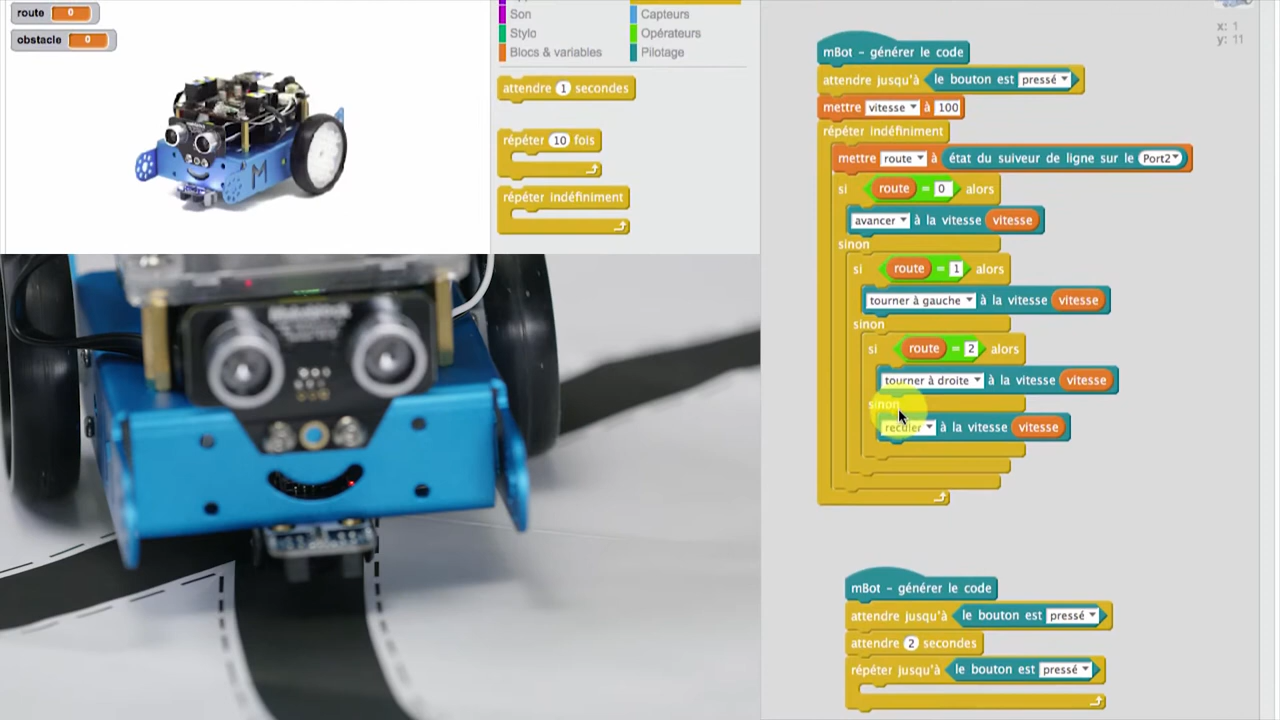 route 0
obstacle 0
Son
Stylo
Blocs & variables
Capteurs
Opérateurs
Pilotage
attendre 1 secondes
répéter 10 fois
répéter indéfiniment
M
x: 1
y: 11
mBot - générer le code
attendre jusqu'à le bouton est pressé
mettre vitesse à 100
répéter indéfiniment
mettre route à état du suiveur de ligne sur le Port2
si route = 0 alors
avancer à la vitesse vitesse
sinon
si route = 1 alors
tourner à gauche à la vitesse vitesse
sinon
si route = 2 alors
tourner à droite à la vitesse vitesse
sinon
reculer à la vitesse vitesse
mBot - générer le code
attendre jusqu'à le bouton est pressé
attendre 2 secondes
répéter jusqu'à le bouton est pressé